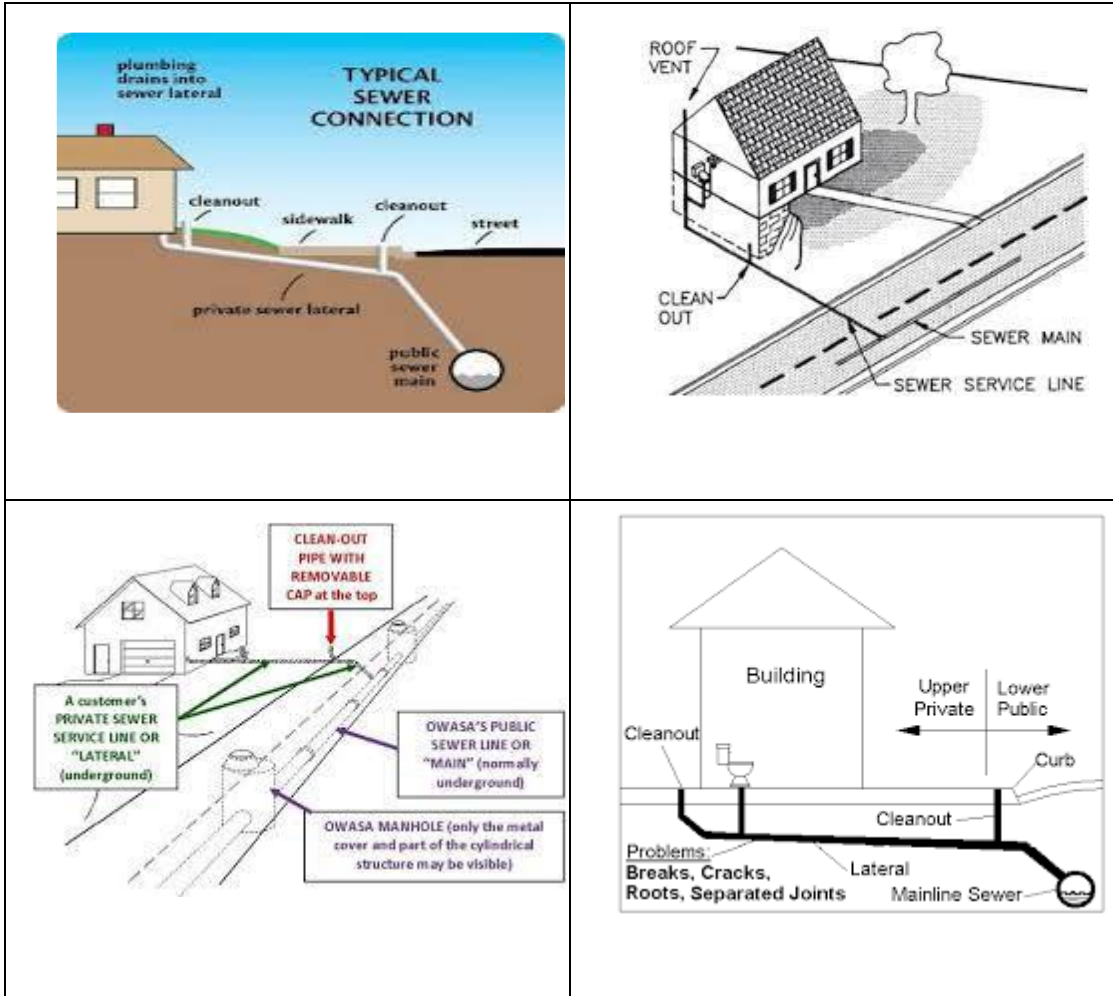 plumbing
drains into
sewer lateral
TYPICAL
SEWER
CONNECTION
cleanout
sidewalk
cleanout
street
private sewer lateral
public
sewer
main
ROOF
VENT
CLEAN
OUT
SEWER MAIN
SEWER SERVICE LINE
CLEAN-OUT
PIPE WITH
REMOVABLE
CAP at the top
A customer's
PRIVATE SEWER
SERVICE LINE OR
"LATERAL"
(underground)
OWASA'S PUBLIC
SEWER LINE OR
"MAIN" (normally
underground)
OWASA MANHOLE (only the metal
cover and part of the cylindrical
structure may be visible)
Building
Upper
Private
Lower
Public
Cleanout
Curb
Cleanout
Problems:
Breaks, Cracks,
Roots, Separated Joints
Lateral
Mainline Sewer